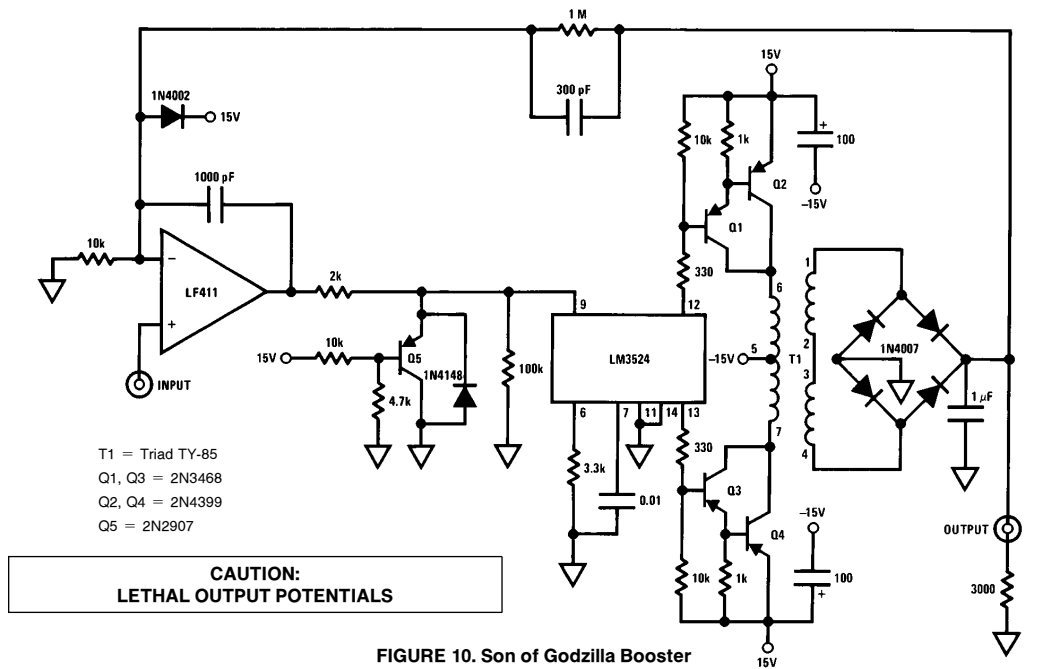 1 M
300 pF
1N4002
15V
1000 pF
10k
−
LF411
+
INPUT
2k
15V
10k
Q5
4.7k
1N4148
100k
9
12
LM3524
6
7
11
14
13
3.3k
0.01
15V
10k
1k
+
100
−15V
Q2
Q1
330
6
−15V
5
T1
7
1
2
3
4
1N4007
1 μF
330
Q3
Q4
10k
1k
−15V
100
+
15V
OUTPUT
3000
T1 = Triad TY-85
Q1, Q3 = 2N3468
Q2, Q4 = 2N4399
Q5 = 2N2907
CAUTION:
LETHAL OUTPUT POTENTIALS
FIGURE 10. Son of Godzilla Booster